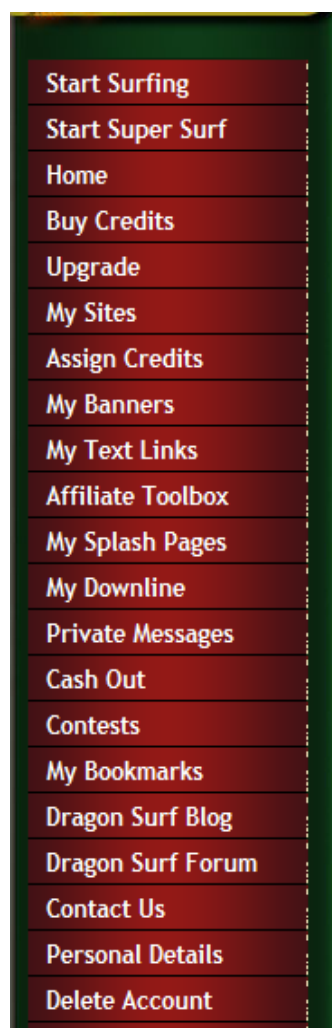 Start Surfing
Start Super Surf
Home
Buy Credits
Upgrade
My Sites
Assign Credits
My Banners
My Text Links
Affiliate Toolbox
My Splash Pages
My Downline
Private Messages
Cash Out
Contests
My Bookmarks
Dragon Surf Blog
Dragon Surf Forum
Contact Us
Personal Details
Delete Account